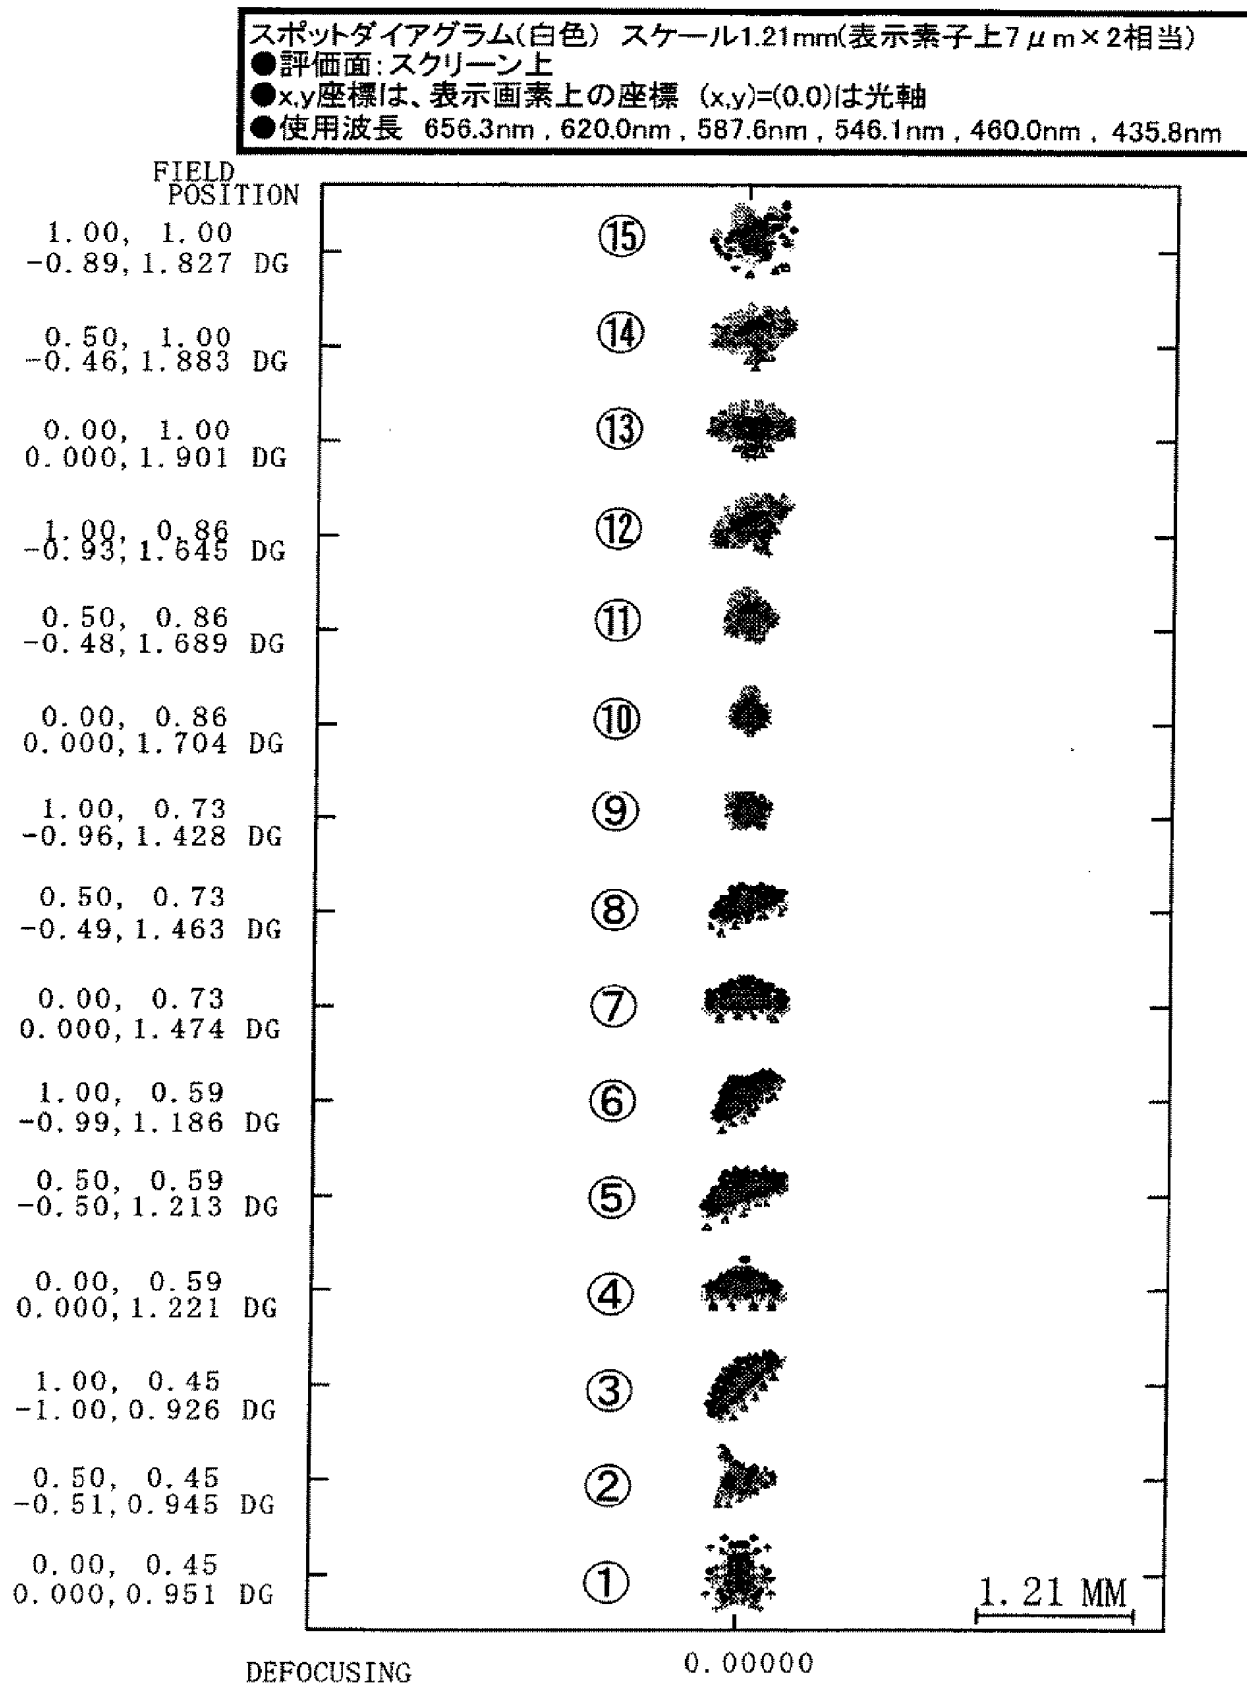 スポットダイアグラム(白色) スケール1.21mm(表示素子上7μm×2相当)
●評価面:スクリーン上
●x,y座標は、表示画素上の座標 (x,y)=(0.0)は光軸
●使用波長 656.3nm , 620.0nm , 587.6nm , 546.1nm , 460.0nm , 435.8nm
FIELD
POSITION
1.00, 1.00
-0.89,1.827 DG
⑮
0.50, 1.00
-0.46,1.883 DG
⑭
0.00, 1.00
0.000,1.901 DG
⑬
1.00, 0.86
-0.93,1.645 DG
⑫
0.50, 0.86
-0.48,1.689 DG
⑪
0.00, 0.86
0.000,1.704 DG
⑩
1.00, 0.73
-0.96,1.428 DG
⑨
0.50, 0.73
-0.49,1.463 DG
⑧
0.00, 0.73
0.000,1.474 DG
⑦
1.00, 0.59
-0.99,1.186 DG
⑥
0.50, 0.59
-0.50,1.213 DG
⑤
0.00, 0.59
0.000,1.221 DG
④
1.00, 0.45
-1.00,0.926 DG
③
0.50, 0.45
-0.51,0.945 DG
②
0.00, 0.45
0.000,0.951 DG
①
1.21 MM
DEFOCUSING 0.00000